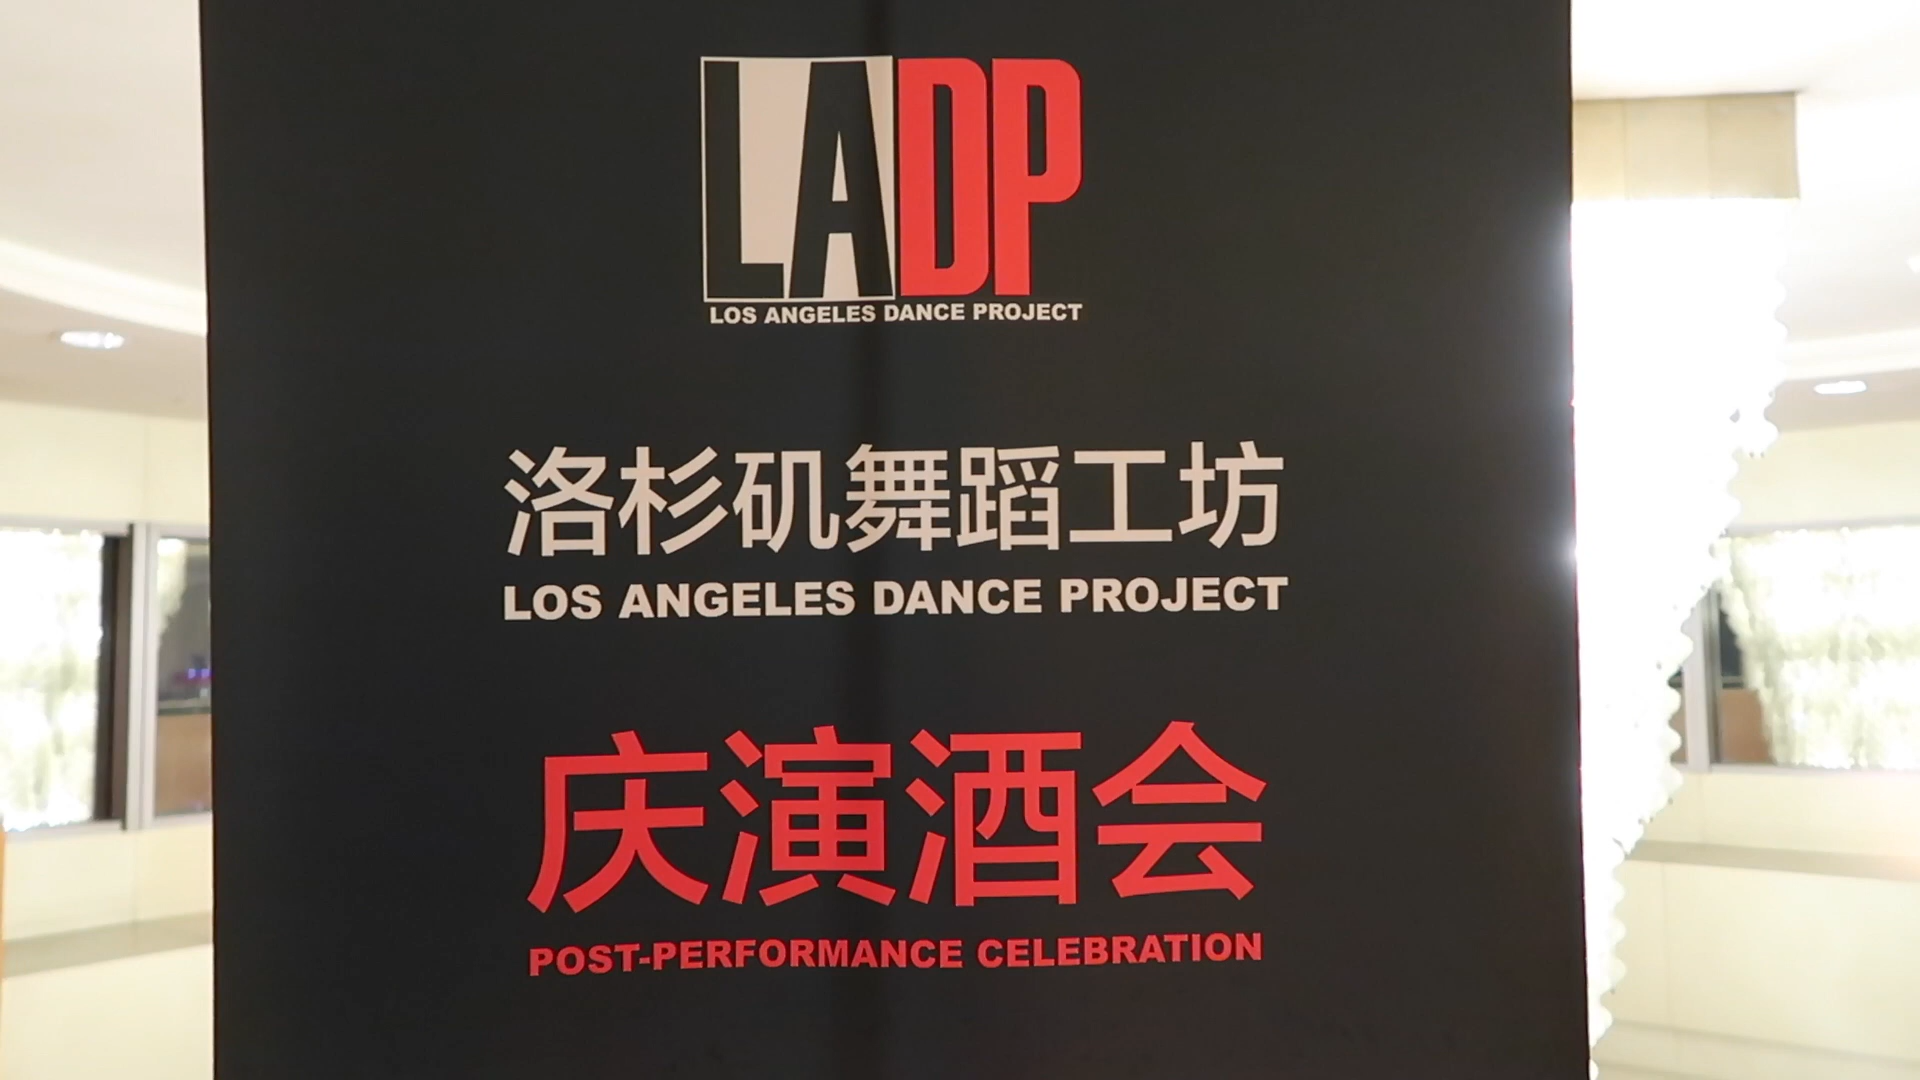 LADP
LOS ANGELES DANCE PROJECT
洛杉矶舞蹈工坊
LOS ANGELES DANCE PROJECT
庆演酒会
POST-PERFORMANCE CELEBRATION